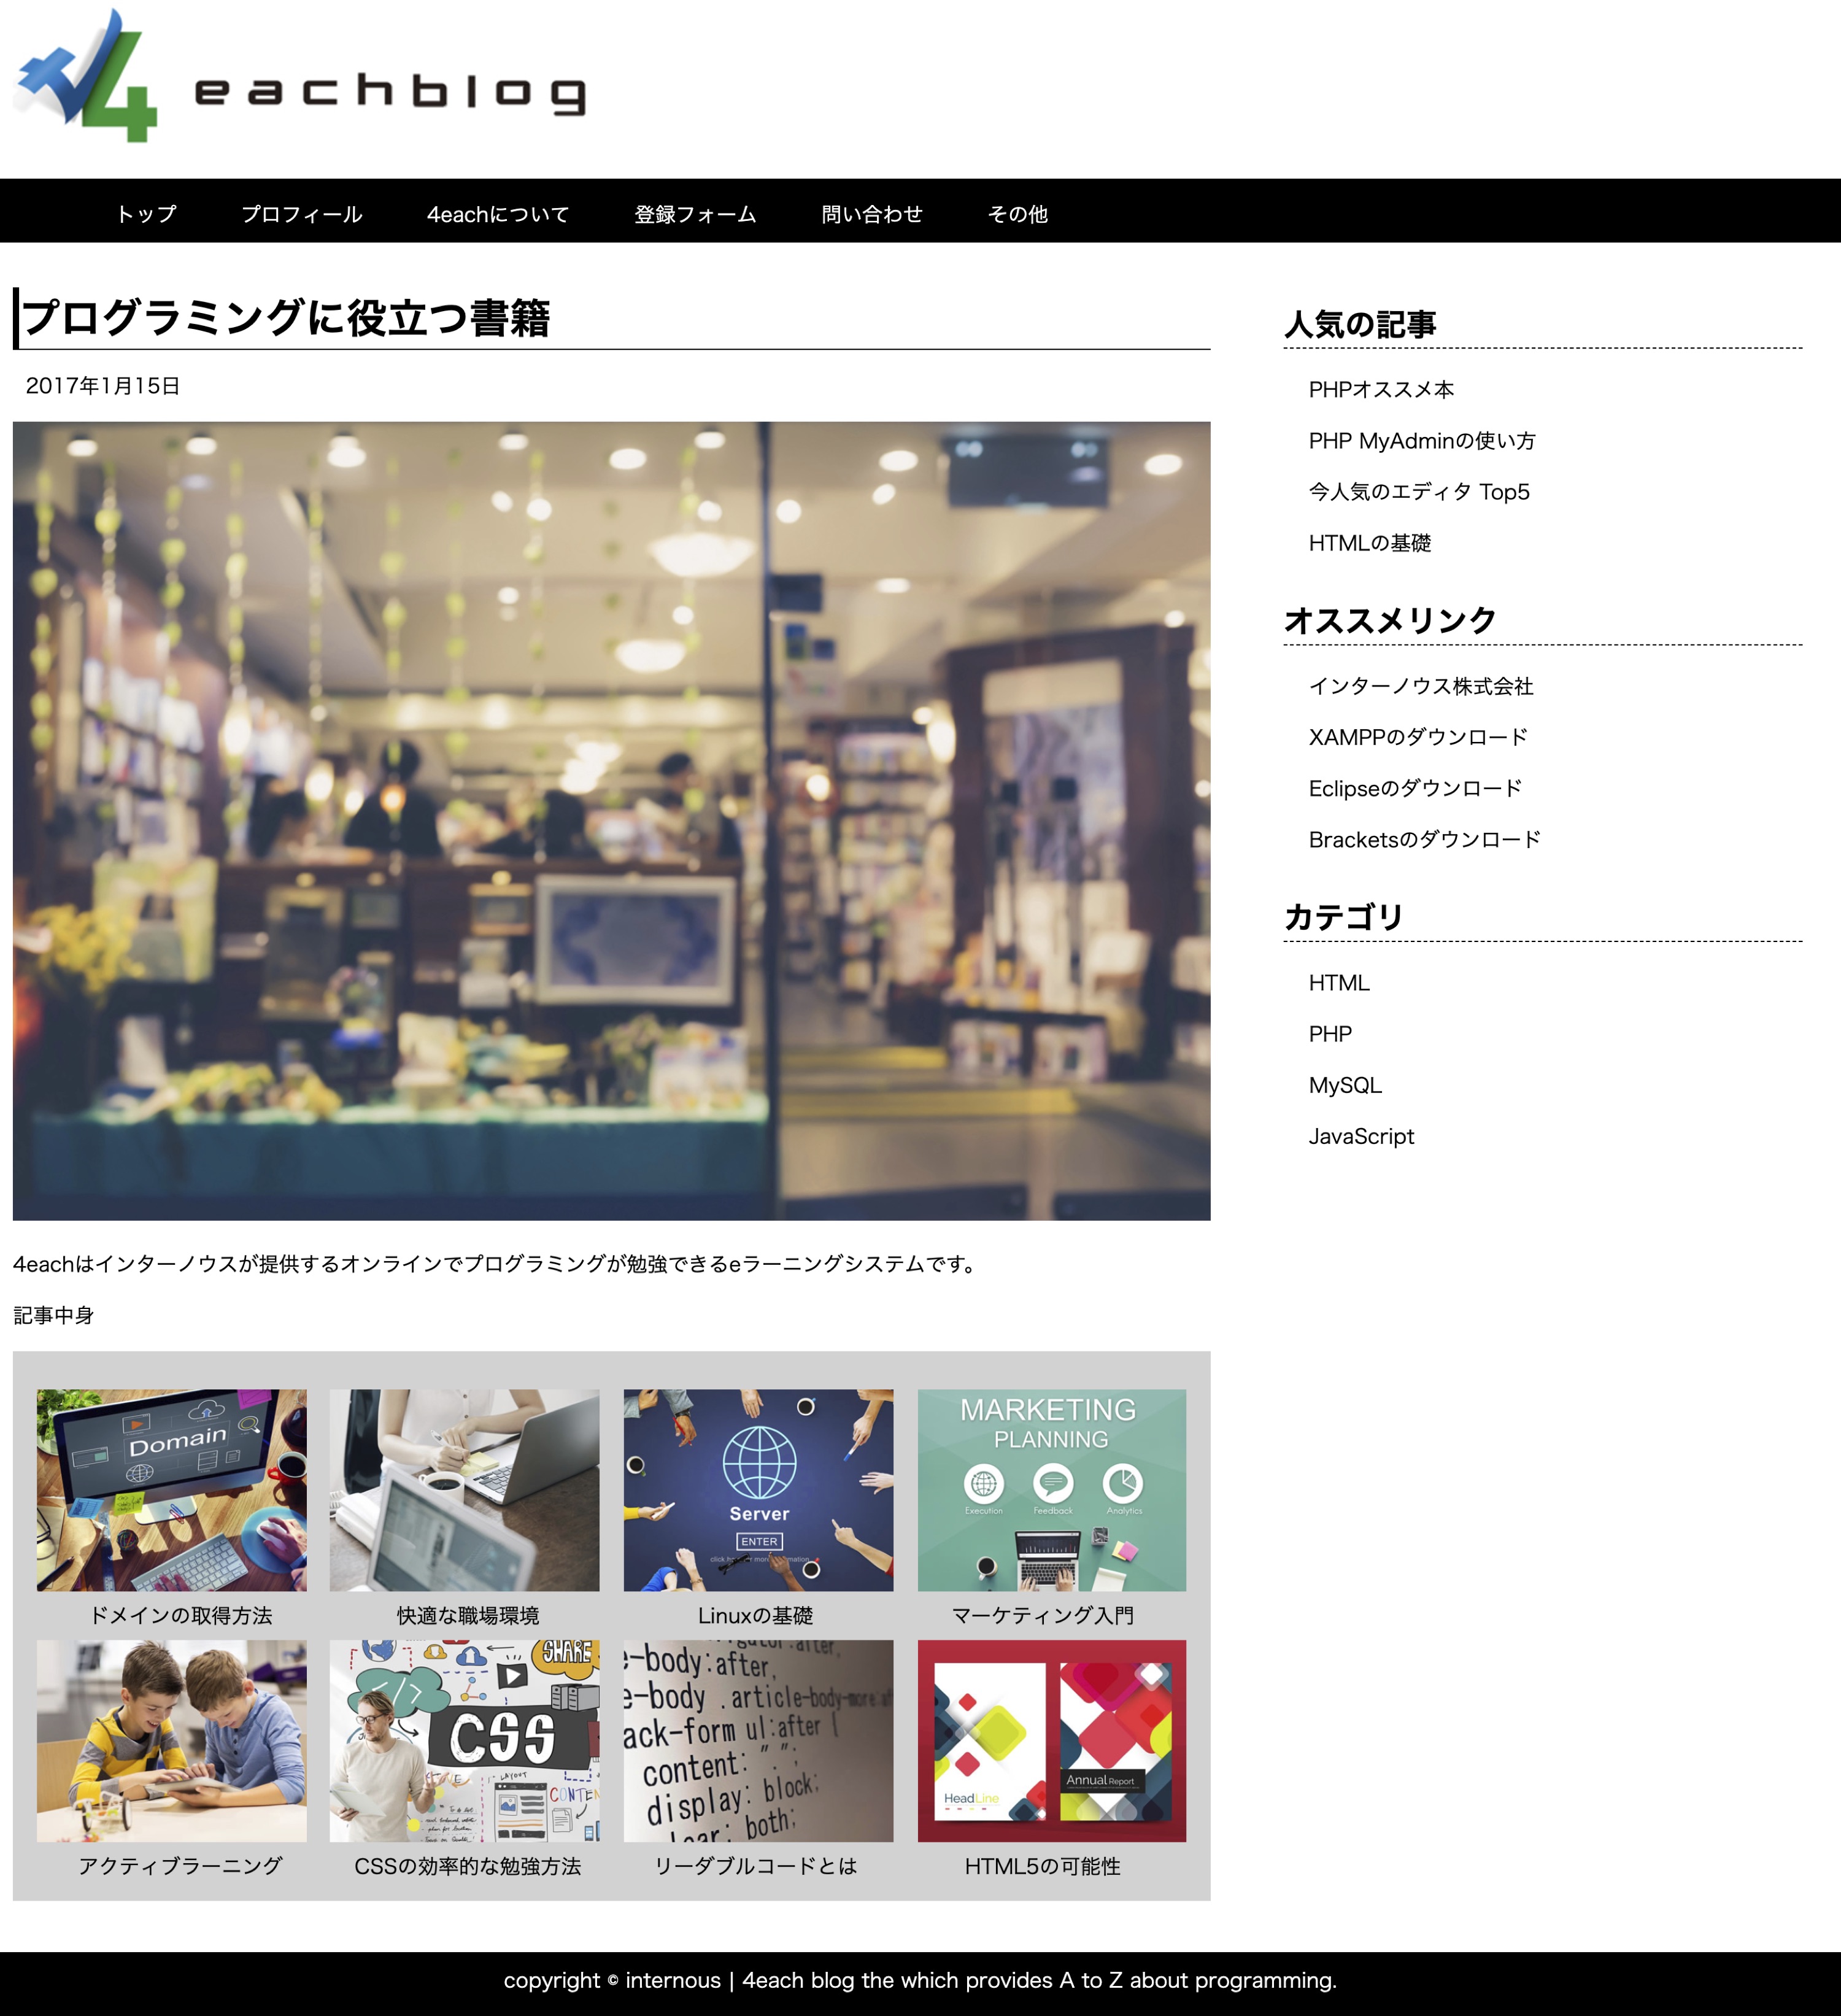 4 eachblog
トップ プロフィール 4eachについて 登録フォーム 問い合わせ その他
プログラミングに役立つ書籍
2017年1月15日
4eachはインターノウスが提供するオンラインでプログラミングが勉強できるeラーニングシステムです。
記事中身
Domain
Server
ENTER
MARKETING
PLANNING
Execution Feedback Analytics
ドメインの取得方法 快適な職場環境 Linuxの基礎 マーケティング入門
SHARE
</>
CSS
LAYOUT
e-body:after,
e-body .article-body-more:af
ack-form ul:after {
content: " ";
display: block;
both;
HeadLine
Annual Report
アクティブラーニング CSSの効率的な勉強方法 リーダブルコードとは HTML5の可能性
人気の記事
PHPオススメ本
PHP MyAdminの使い方
今人気のエディタ Top5
HTMLの基礎
オススメリンク
インターノウス株式会社
XAMPPのダウンロード
Eclipseのダウンロード
Bracketsのダウンロード
カテゴリ
HTML
PHP
MySQL
JavaScript
copyright © internous | 4each blog the which provides A to Z about programming.